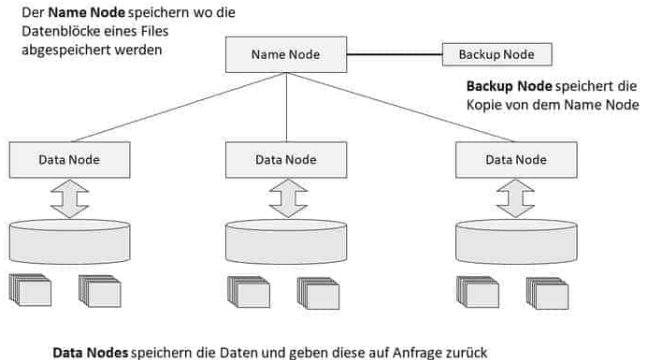 Der Name Node speichern wo die
Datenblöcke eines Files
abgespeichert werden
Name Node
Backup Node
Backup Node speichert die
Kopie von dem Name Node
Data Node
Data Node
Data Node
Data Nodes speichern die Daten und geben diese auf Anfrage zurück